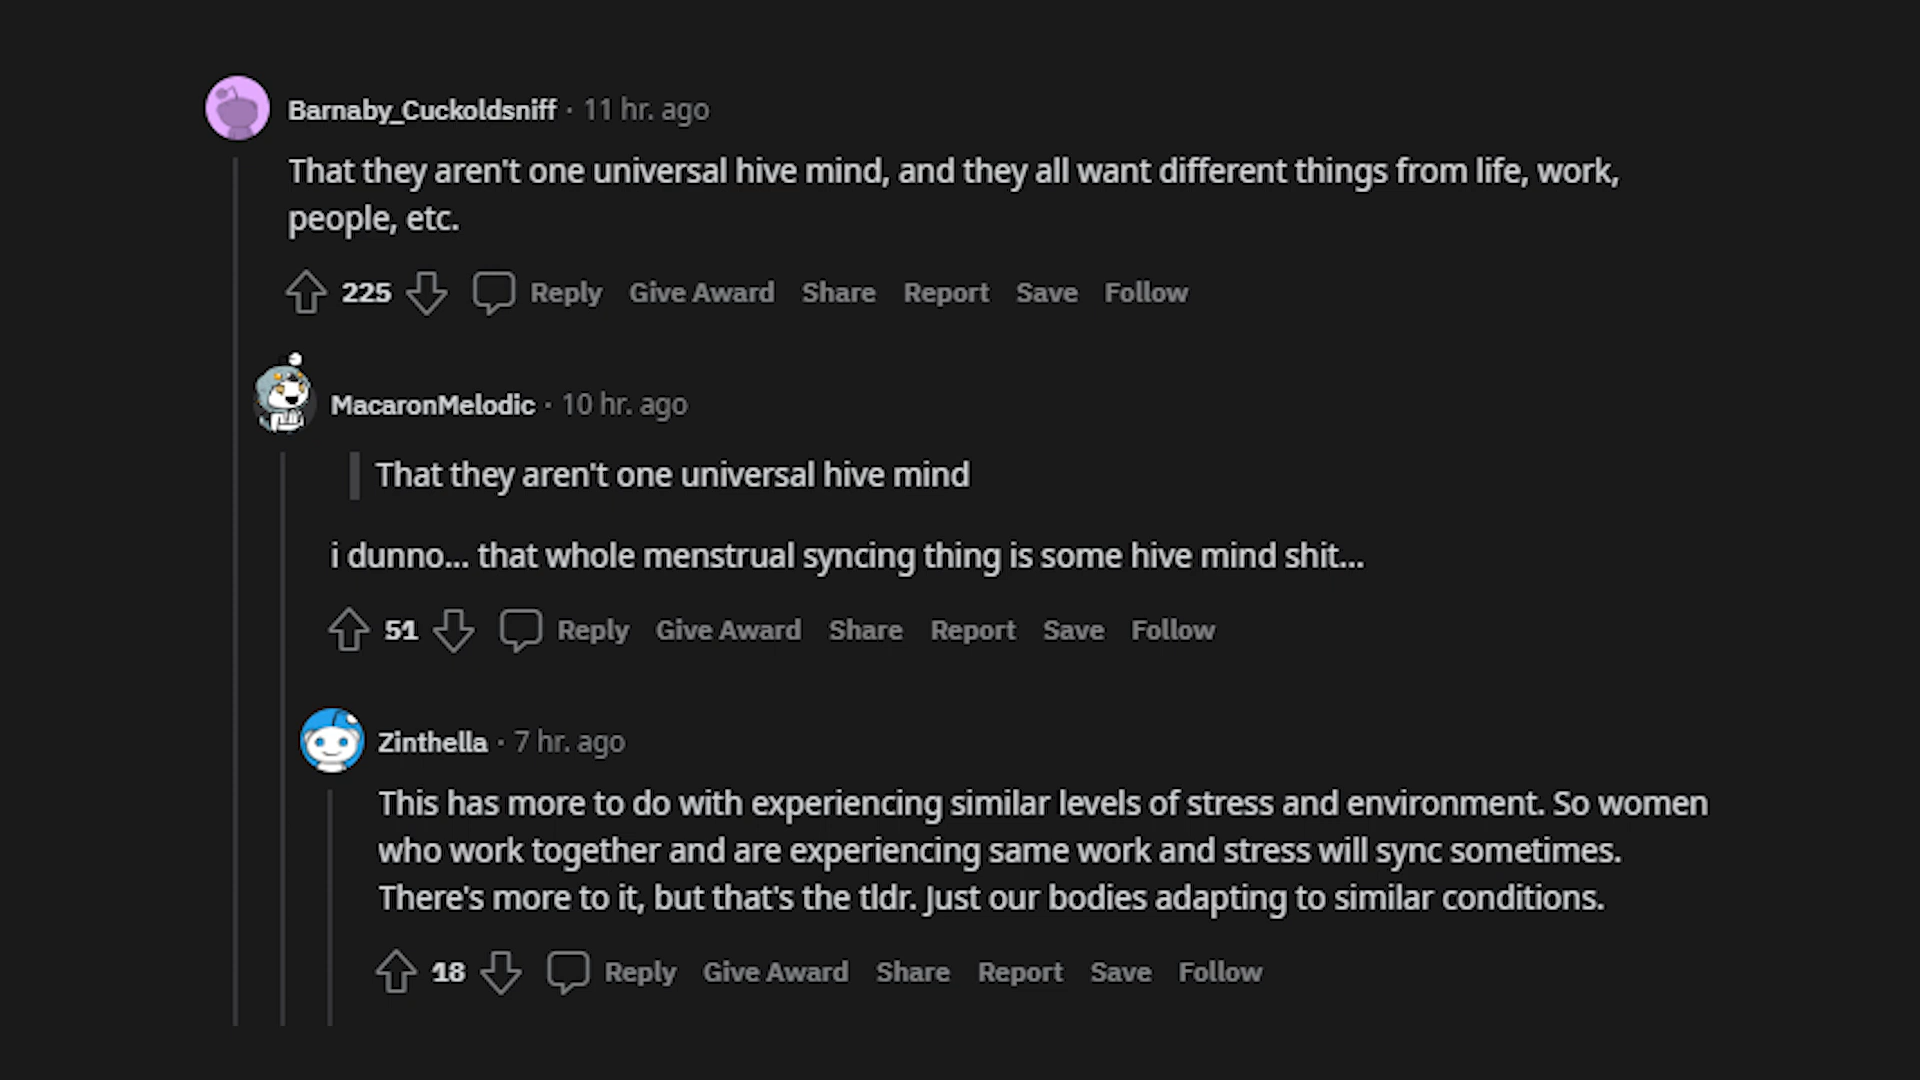 Barnaby_Cuckoldsniff · 11 hr. ago
That they aren't one universal hive mind, and they all want different things from life, work,
people, etc.
225 Reply Give Award Share Report Save Follow
MacaronMelodic · 10 hr. ago
That they aren't one universal hive mind
i dunno... that whole menstrual syncing thing is some hive mind shit...
51 Reply Give Award Share Report Save Follow
Zinthella · 7 hr. ago
This has more to do with experiencing similar levels of stress and environment. So women
who work together and are experiencing same work and stress will sync sometimes.
There's more to it, but that's the tldr. Just our bodies adapting to similar conditions.
18 Reply Give Award Share Report Save Follow